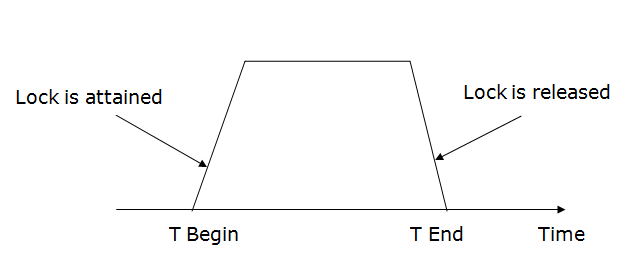 Lock is attained
Lock is released
T Begin
T End
Time